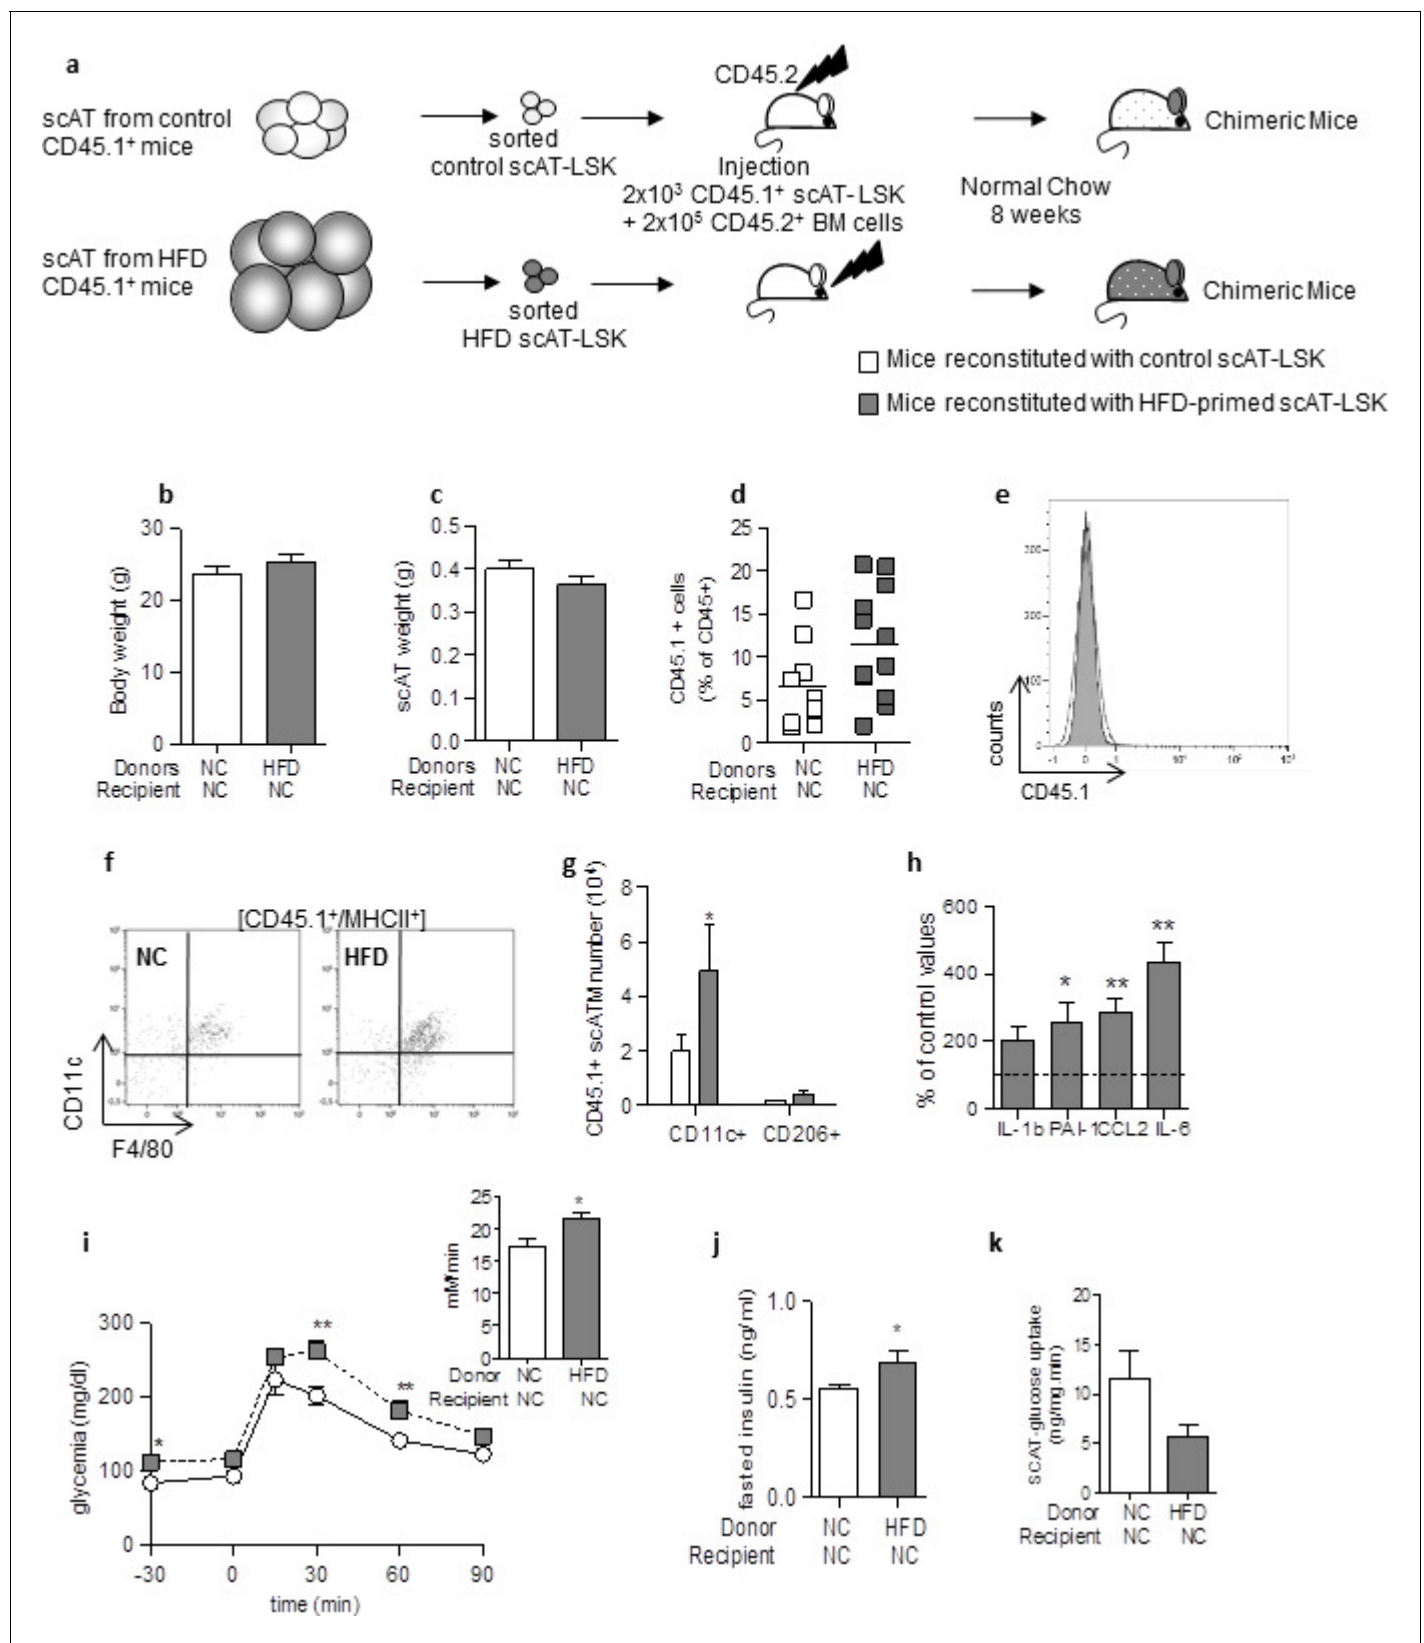 a
scAT from control
CD45.1⁺ mice
sorted
control scAT-LSK
CD45.2
Injection
2x10³ CD45.1⁺ scAT-LSK
+ 2x10⁵ CD45.2⁺ BM cells
Normal Chow
8 weeks
Chimeric Mice
scAT from HFD
CD45.1⁺ mice
sorted
HFD scAT-LSK
Chimeric Mice
Mice reconstituted with control scAT-LSK
Mice reconstituted with HFD-primed scAT-LSK
b
Body weight (g)
30
20
10
0
Donors NC HFD
Recipient NC NC
c
scAT weight (g)
0.5
0.4
0.3
0.2
0.1
0.0
Donors NC HFD
Recipient NC NC
d
CD45.1 + cells
(% of CD45+)
25
20
15
10
5
0
Donors NC HFD
Recipient NC NC
e
counts
300
200
100
0
-1 0 1 10¹ 10²
CD45.1
f
[CD45.1⁺/MHCII⁺]
NC
HFD
CD11c
F4/80
g
CD45.1+ scATM number (10⁴)
8
6
4
2
0
*
CD11c+ CD206+
h
% of control values
600
400
200
0
* ** **
IL-1b PAI-1 CCL2 IL-6
i
glycemia (mg/dl)
300
200
100
0
* ** **
-30 0 30 60 90
time (min)
mM/min
25
20
15
10
5
0
*
Donor NC HFD
Recipient NC NC
j
fasted insulin (ng/ml)
1.0
0.5
0.0
*
Donor NC HFD
Recipient NC NC
k
SCAT-glucose uptake
(ng/mg.min)
20
15
10
5
0
Donor NC HFD
Recipient NC NC